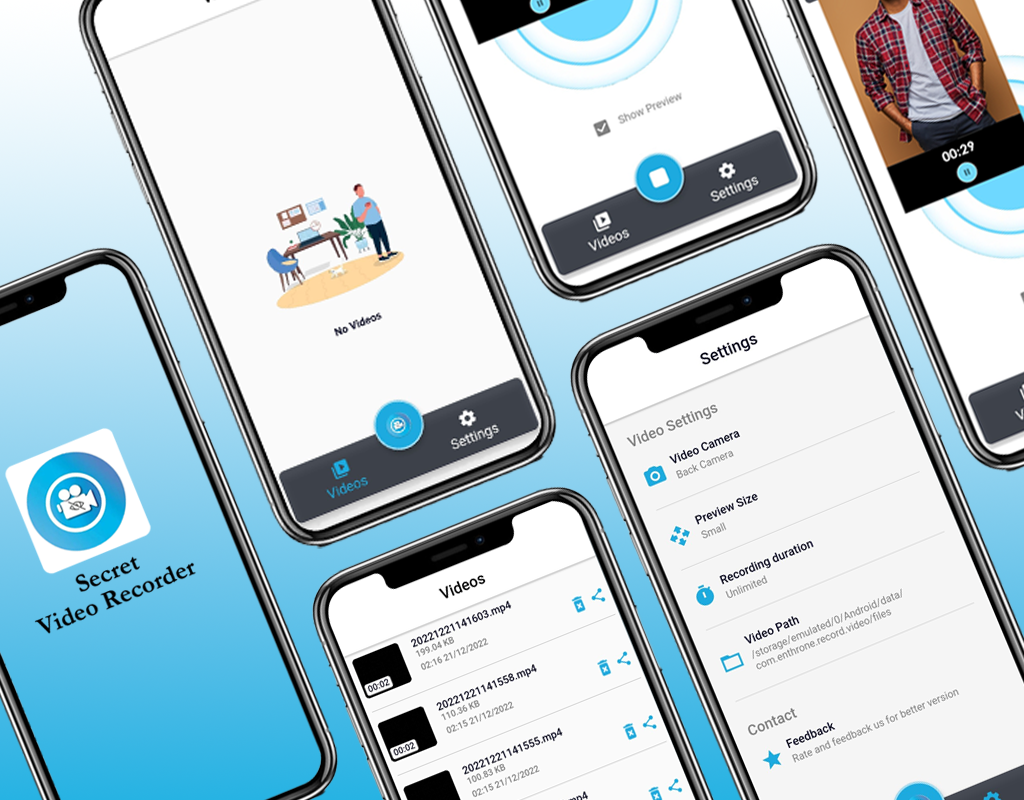 Secret
Video Recorder
No Videos
Videos
Settings
Show Preview
Videos
Settings
00:29
Videos
20221221141603.mp4
199.04 KB
02:16 21/12/2022
00:02
20221221141558.mp4
110.36 KB
02:15 21/12/2022
00:02
20221221141555.mp4
100.83 KB
02:15 21/12/2022
Settings
Video Settings
Video Camera
Back Camera
Preview Size
Small
Recording duration
Unlimited
Video Path
/storage/emulated/0/Android/data/
com.enthrone.record.video/files
Contact
Feedback
Rate and feedback us for better version